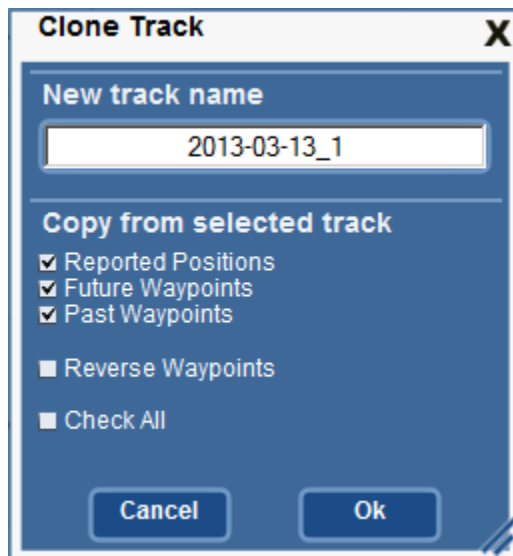 Clone Track
X
New track name
2013-03-13_1
Copy from selected track
Reported Positions
Future Waypoints
Past Waypoints
Reverse Waypoints
Check All
Cancel Ok